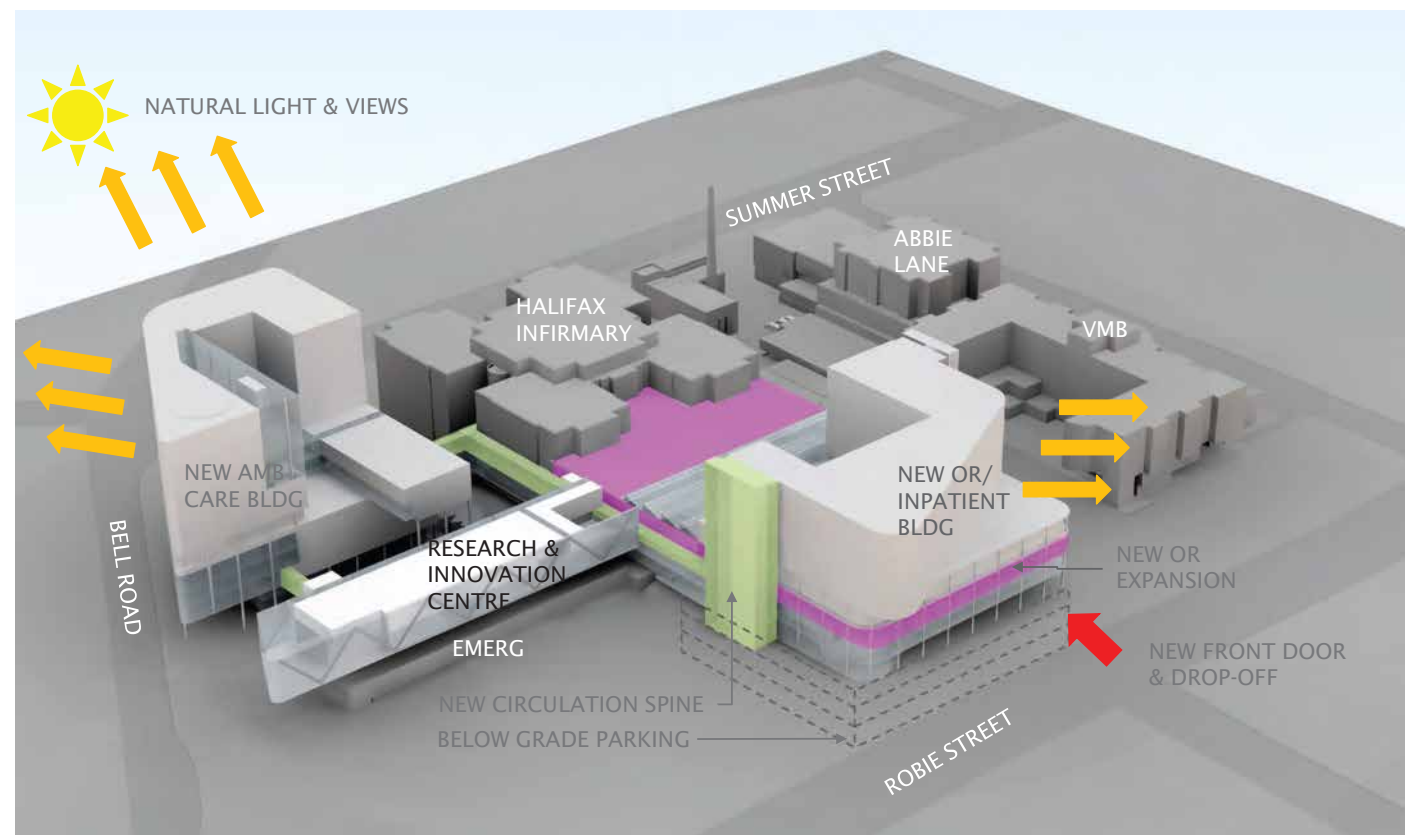 NATURAL LIGHT & VIEWS
SUMMER STREET
ABBIE
LANE
HALIFAX
INFIRMARY
VMB
NEW AMB
CARE BLDG
NEW OR/
INPATIENT
BLDG
BELL ROAD
RESEARCH &
INNOVATION
CENTRE
NEW OR
EXPANSION
EMERG
NEW FRONT DOOR
& DROP-OFF
NEW CIRCULATION SPINE
BELOW GRADE PARKING
ROBIE STREET